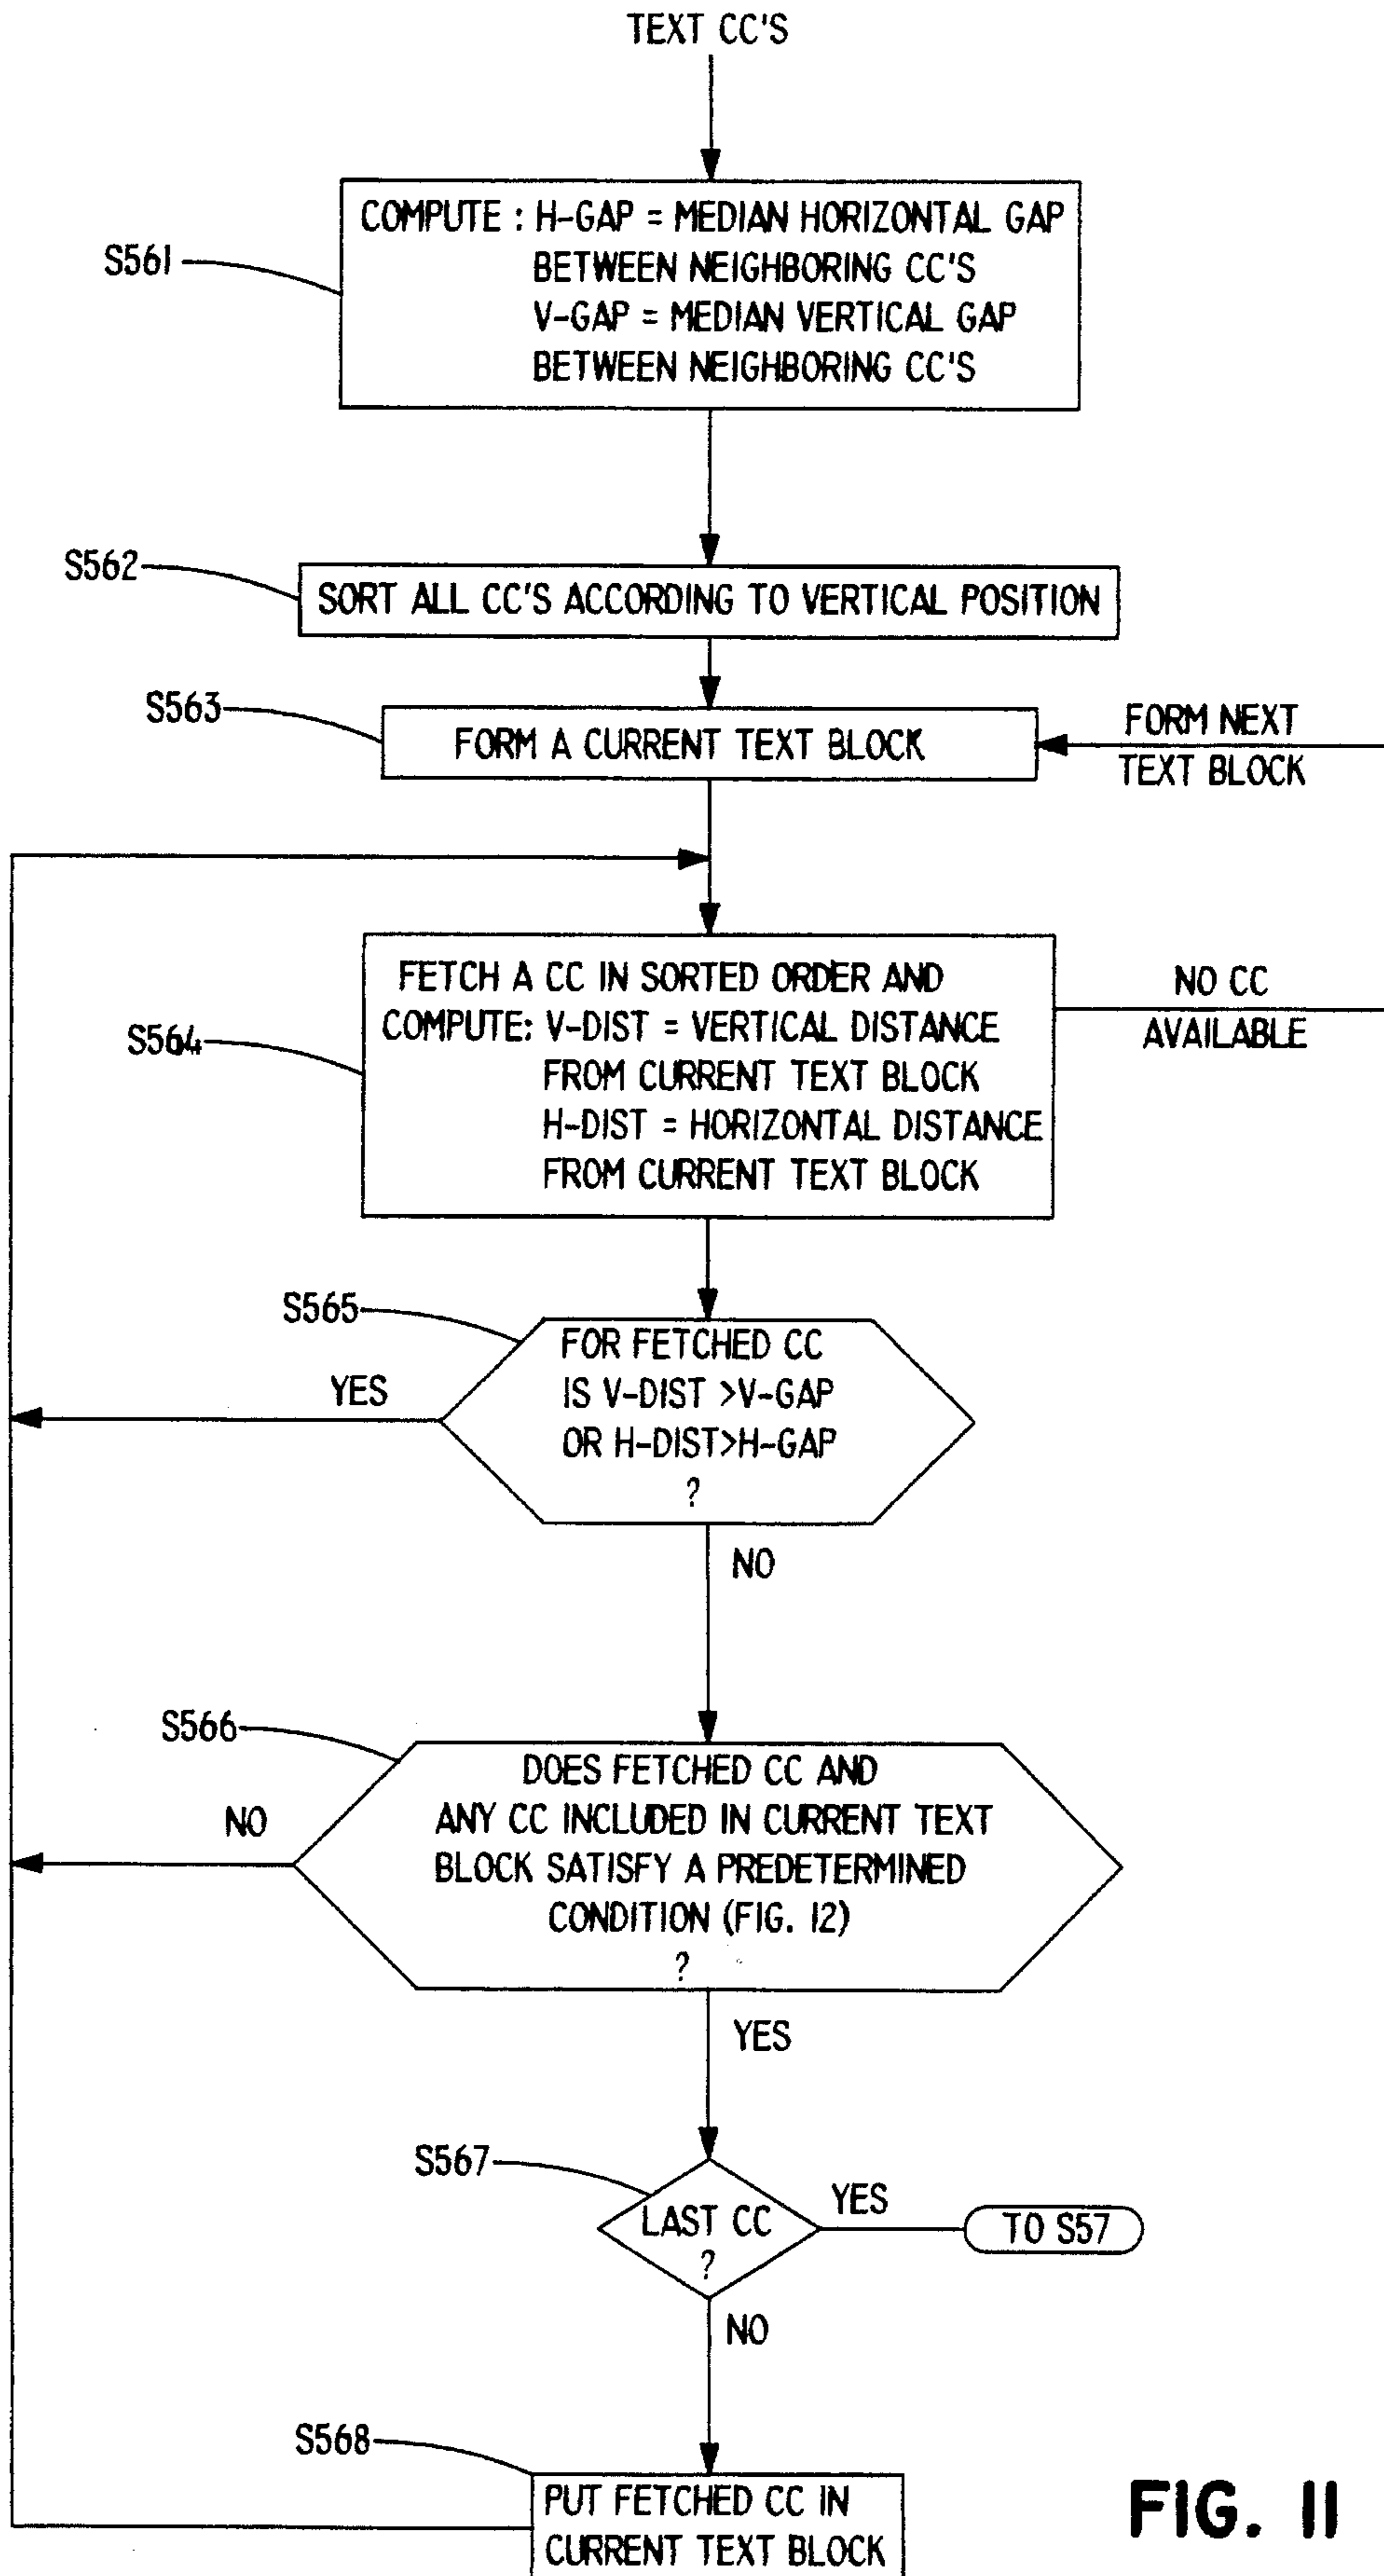 TEXT CC'S
S561
COMPUTE : H-GAP = MEDIAN HORIZONTAL GAP
BETWEEN NEIGHBORING CC'S
V-GAP = MEDIAN VERTICAL GAP
BETWEEN NEIGHBORING CC'S
S562
SORT ALL CC'S ACCORDING TO VERTICAL POSITION
S563
FORM A CURRENT TEXT BLOCK
FORM NEXT
TEXT BLOCK
S564
FETCH A CC IN SORTED ORDER AND
COMPUTE: V-DIST = VERTICAL DISTANCE
FROM CURRENT TEXT BLOCK
H-DIST = HORIZONTAL DISTANCE
FROM CURRENT TEXT BLOCK
NO CC
AVAILABLE
S565
FOR FETCHED CC
IS V-DIST >V-GAP
OR H-DIST>H-GAP
?
YES
NO
S566
DOES FETCHED CC AND
ANY CC INCLUDED IN CURRENT TEXT
BLOCK SATISFY A PREDETERMINED
CONDITION (FIG. 12)
?
NO
YES
S567
LAST CC
?
YES
TO S57
NO
S568
PUT FETCHED CC IN
CURRENT TEXT BLOCK
FIG. 11